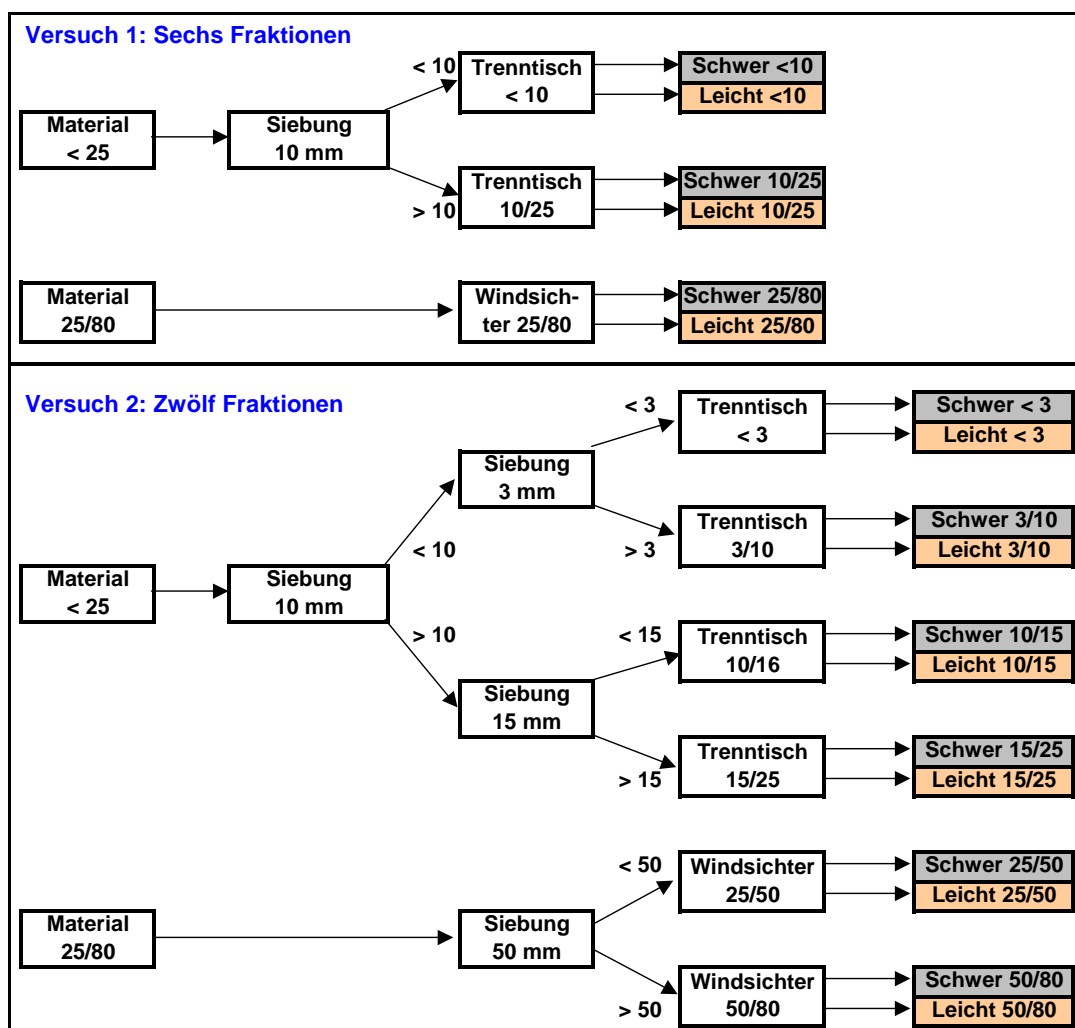 Versuch 1: Sechs Fraktionen
< 10
Trenntisch
< 10
Schwer <10
Leicht <10
Material
< 25
Siebung
10 mm
> 10
Trenntisch
10/25
Schwer 10/25
Leicht 10/25
Material
25/80
Windsich-
ter 25/80
Schwer 25/80
Leicht 25/80
Versuch 2: Zwölf Fraktionen
< 3
Trenntisch
< 3
Schwer < 3
Leicht < 3
Siebung
3 mm
< 10
> 3
Trenntisch
3/10
Schwer 3/10
Leicht 3/10
Material
< 25
Siebung
10 mm
> 10
< 15
Trenntisch
10/16
Schwer 10/15
Leicht 10/15
Siebung
15 mm
> 15
Trenntisch
15/25
Schwer 15/25
Leicht 15/25
< 50
Windsichter
25/50
Schwer 25/50
Leicht 25/50
Material
25/80
Siebung
50 mm
> 50
Windsichter
50/80
Schwer 50/80
Leicht 50/80